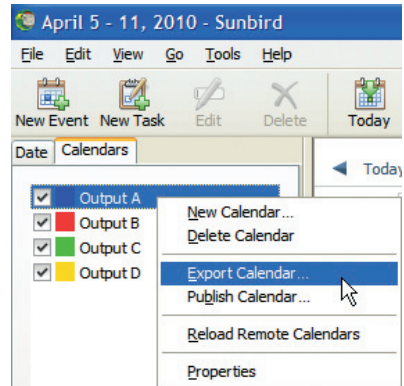 April 5 - 11, 2010 - Sunbird
File Edit View Go Tools Help
New Event New Task Edit Delete Today
Date Calendars
Today
Output A
Output B
Output C
Output D
New Calendar...
Delete Calendar
Export Calendar...
Publish Calendar...
Reload Remote Calendars
Properties